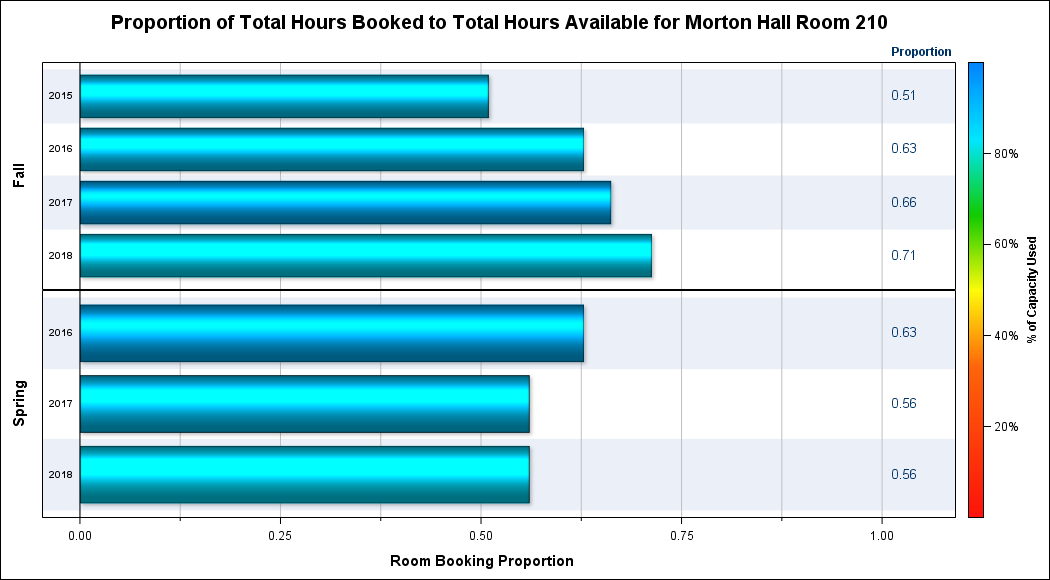 Proportion of Total Hours Booked to Total Hours Available for Morton Hall Room 210
Proportion
Fall
2015 0.51
2016 0.63
2017 0.66
2018 0.71
Spring
2016 0.63
2017 0.56
2018 0.56
0.00 0.25 0.50 0.75 1.00
Room Booking Proportion
80%
60%
40%
20%
% of Capacity Used